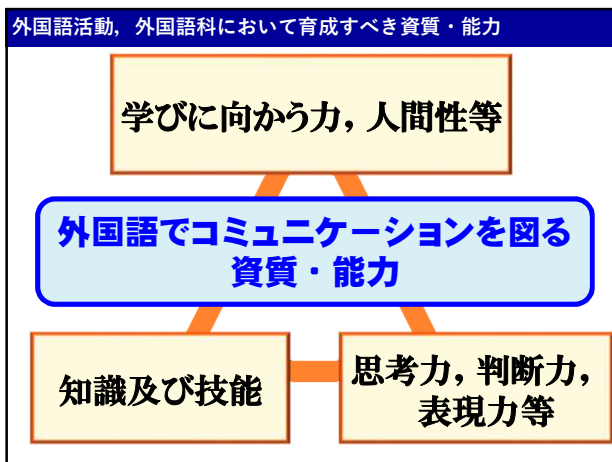 外国語活動，外国語科において育成すべき資質・能力
学びに向かう力，人間性等
外国語でコミュニケーションを図る
資質・能力
知識及び技能
思考力，判断力，
表現力等